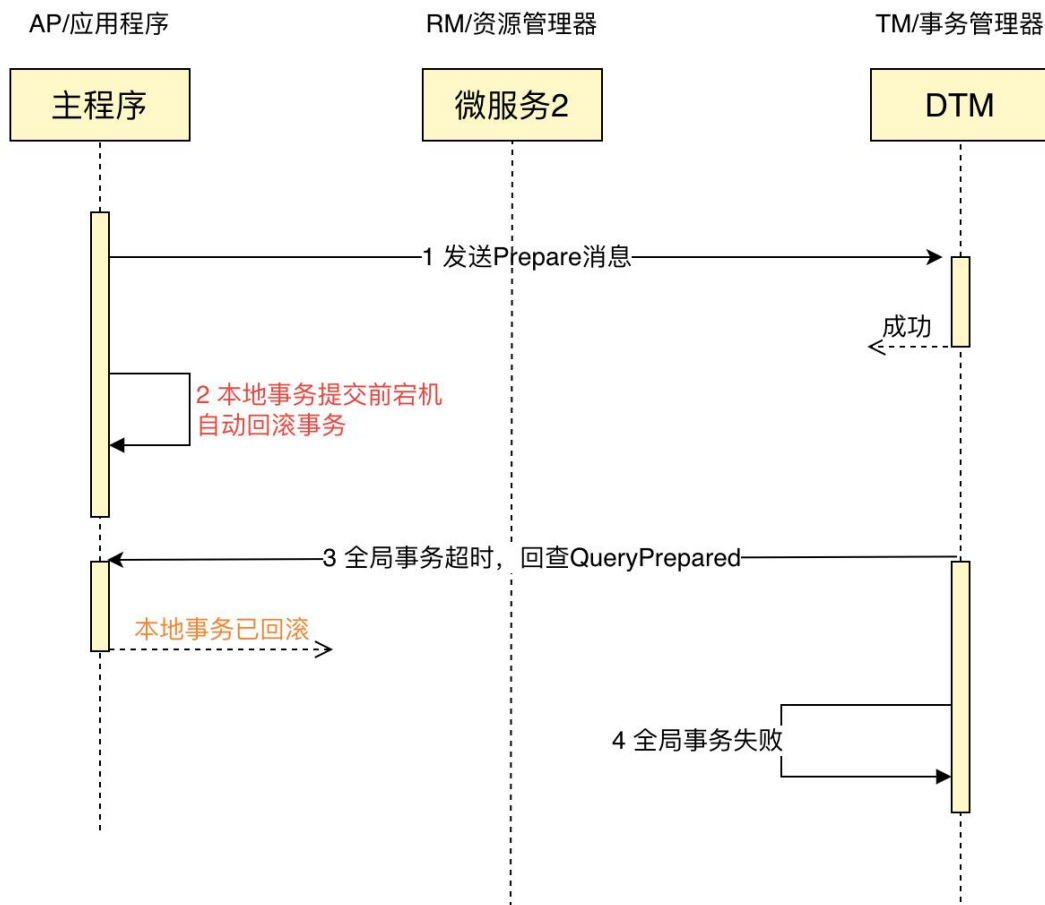 AP/应用程序
RM/资源管理器
TM/事务管理器
主程序
微服务2
DTM
1 发送Prepare消息
成功
2 本地事务提交前宕机
自动回滚事务
3 全局事务超时，回查QueryPrepared
本地事务已回滚
4 全局事务失败